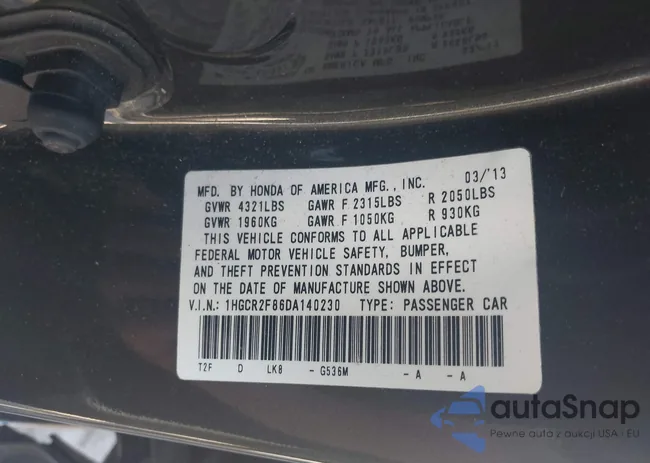 MFD. BY HONDA OF AMERICA MFG., INC. 03/'13
GVWR 4321LBS GAWR F 2315LBS R 2050LBS
GVWR 1960KG GAWR F 1050KG R 930KG
THIS VEHICLE CONFORMS TO ALL APPLICABLE
FEDERAL MOTOR VEHICLE SAFETY, BUMPER,
AND THEFT PREVENTION STANDARDS IN EFFECT
ON THE DATE OF MANUFACTURE SHOWN ABOVE.
V.I.N.: 1HGCR2F86DA140230 TYPE: PASSENGER CAR
T2F D LK8 -G536M -A -A
autaSnap
Pewne auta z aukcji USA i EU